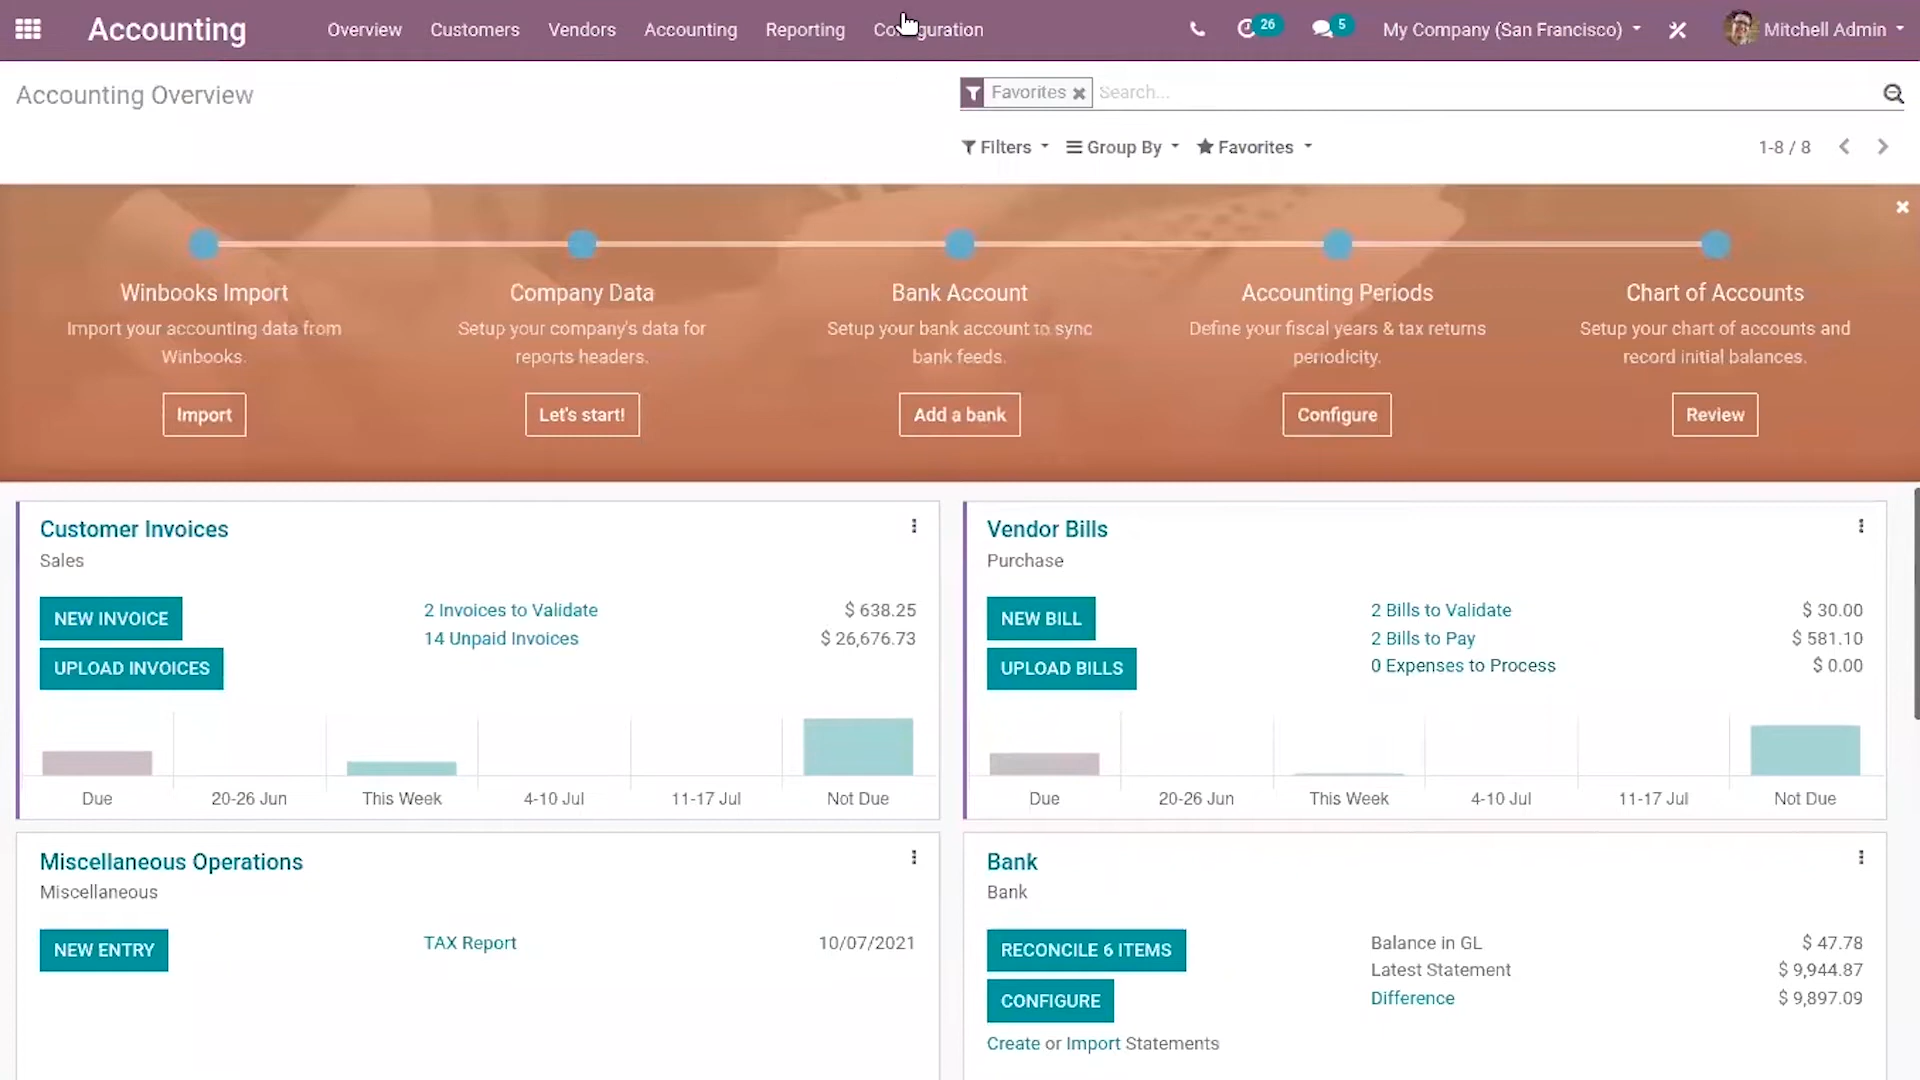 Accounting
Overview
Customers
Vendors
Accounting
Reporting
Configuration
26
5
My Company (San Francisco)
Mitchell Admin
Accounting Overview
Favorites
Search...
Filters
Group By
Favorites
1-8 / 8
Winbooks Import
Import your accounting data from
Winbooks.
Import
Company Data
Setup your company's data for
reports headers.
Let's start!
Bank Account
Setup your bank account to sync
bank feeds.
Add a bank
Accounting Periods
Define your fiscal years & tax returns
periodicity.
Configure
Chart of Accounts
Setup your chart of accounts and
record initial balances.
Review
Customer Invoices
Sales
NEW INVOICE
UPLOAD INVOICES
2 Invoices to Validate
$ 638.25
14 Unpaid Invoices
$ 26,676.73
Due
20-26 Jun
This Week
4-10 Jul
11-17 Jul
Not Due
Vendor Bills
Purchase
NEW BILL
UPLOAD BILLS
2 Bills to Validate
$ 30.00
2 Bills to Pay
$ 581.10
0 Expenses to Process
$ 0.00
Due
20-26 Jun
This Week
4-10 Jul
11-17 Jul
Not Due
Miscellaneous Operations
Miscellaneous
NEW ENTRY
TAX Report
10/07/2021
Bank
Bank
RECONCILE 6 ITEMS
CONFIGURE
Create or Import Statements
Balance in GL
$ 47.78
Latest Statement
$ 9,944.87
Difference
$ 9,897.09